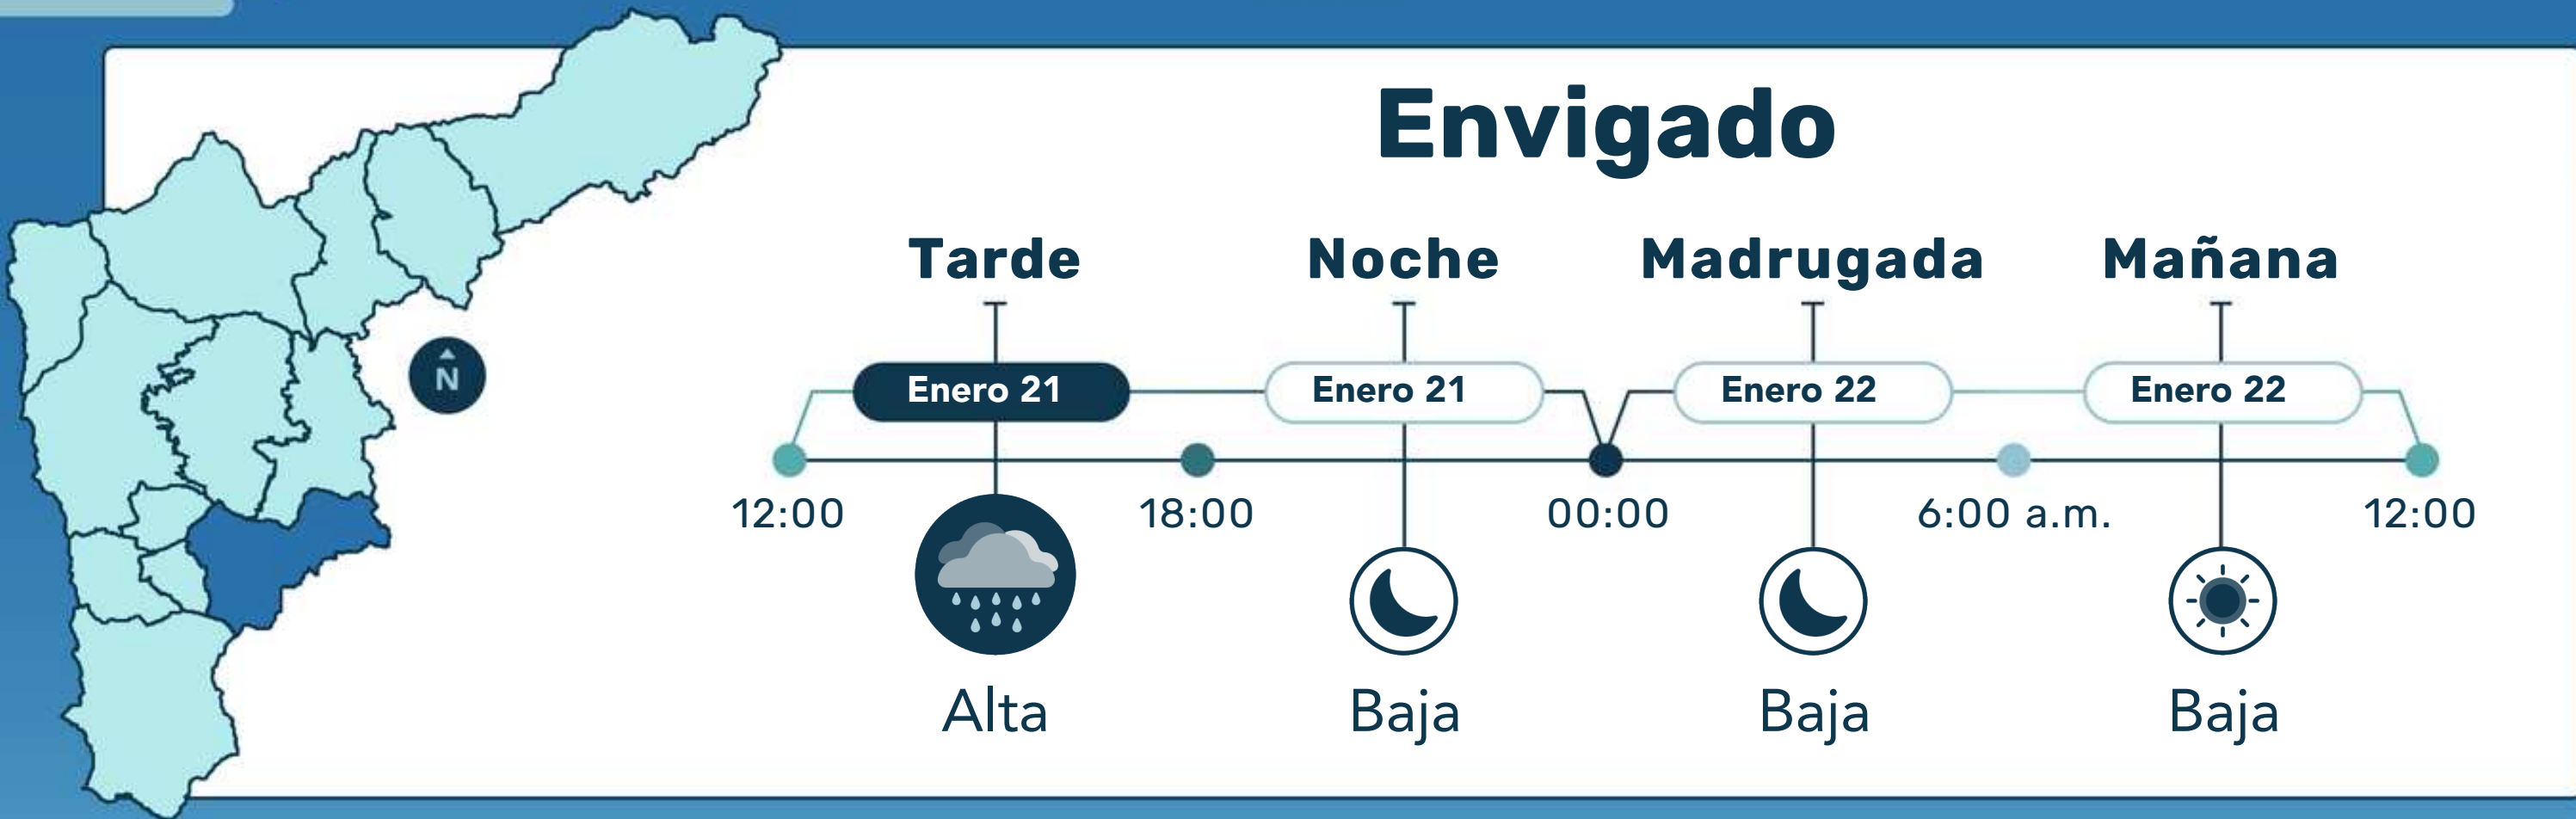 Envigado
Tarde Noche Madrugada Mañana
Enero 21 Enero 21 Enero 22 Enero 22
N
12:00 18:00 00:00 6:00 a.m. 12:00
Alta Baja Baja Baja